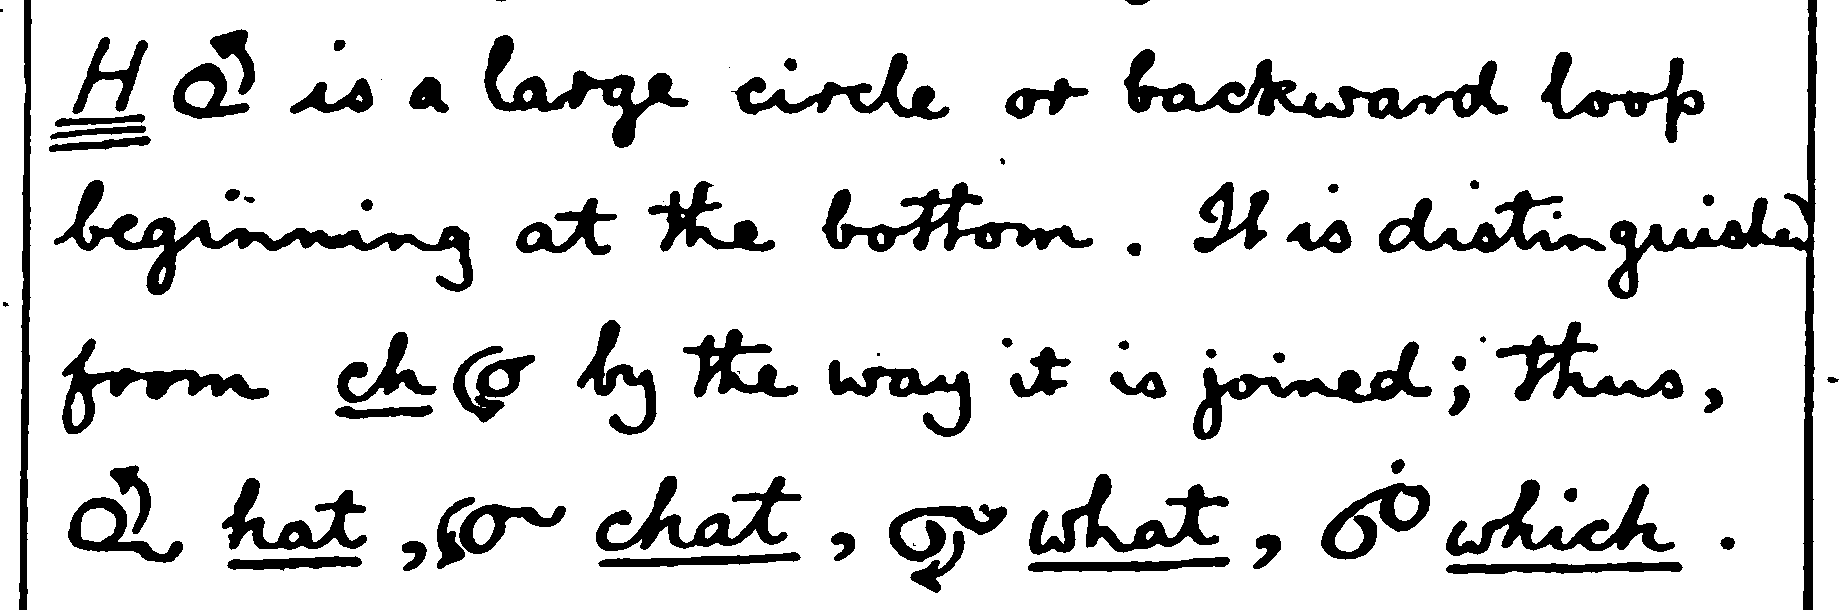 H is a large circle or backward loop
beginning at the bottom. It is distinguished
from ch by the way it is joined; thus,
hat, chat, what, which.